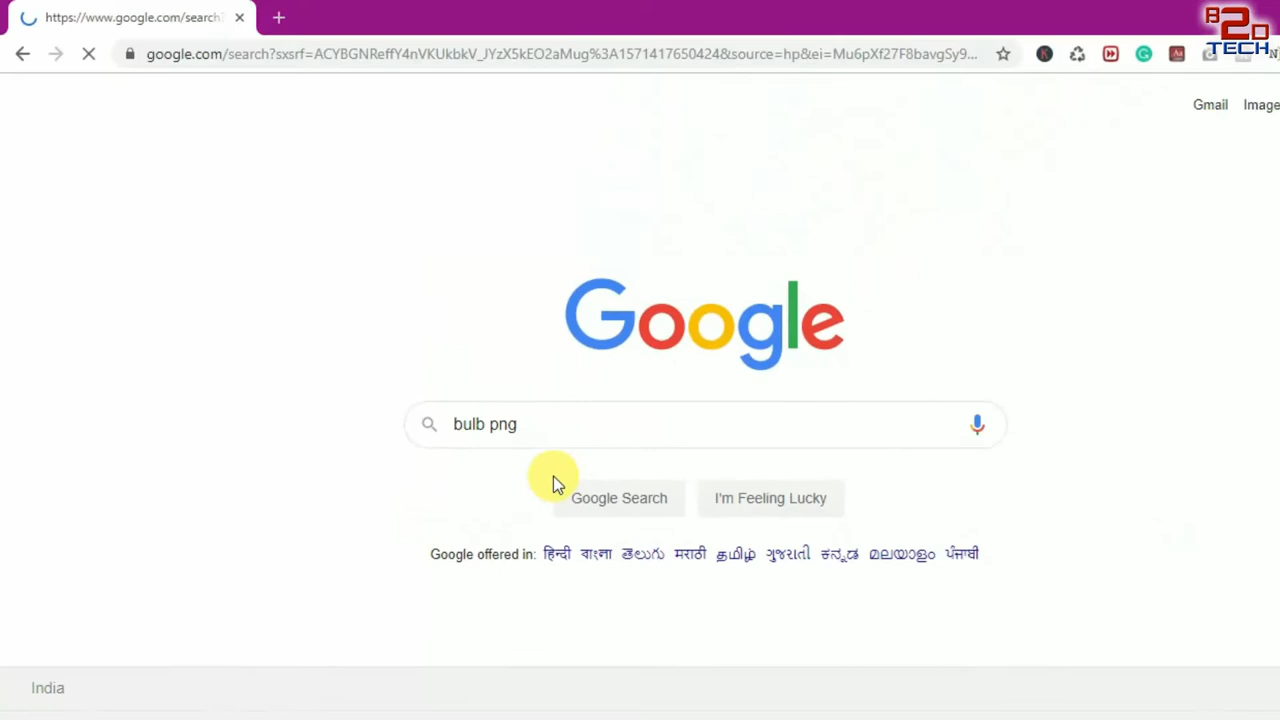 https://www.google.com/search?
A2D
TECH
google.com/search?sxsrf=ACYBGNReffY4nVKUkbkV_JYzX5kEO2aMug%3A1571417650424&source=hp&ei=Mu6pXf27F8bavgSy9...
Gmail Image
Google
bulb png
Google Search I'm Feeling Lucky
Google offered in: हिन्दी বাংলা తెలుగు मराठी தமிழ் ગુજરાતી ಕನ್ನಡ മലയാളം ਪੰਜਾਬੀ
India